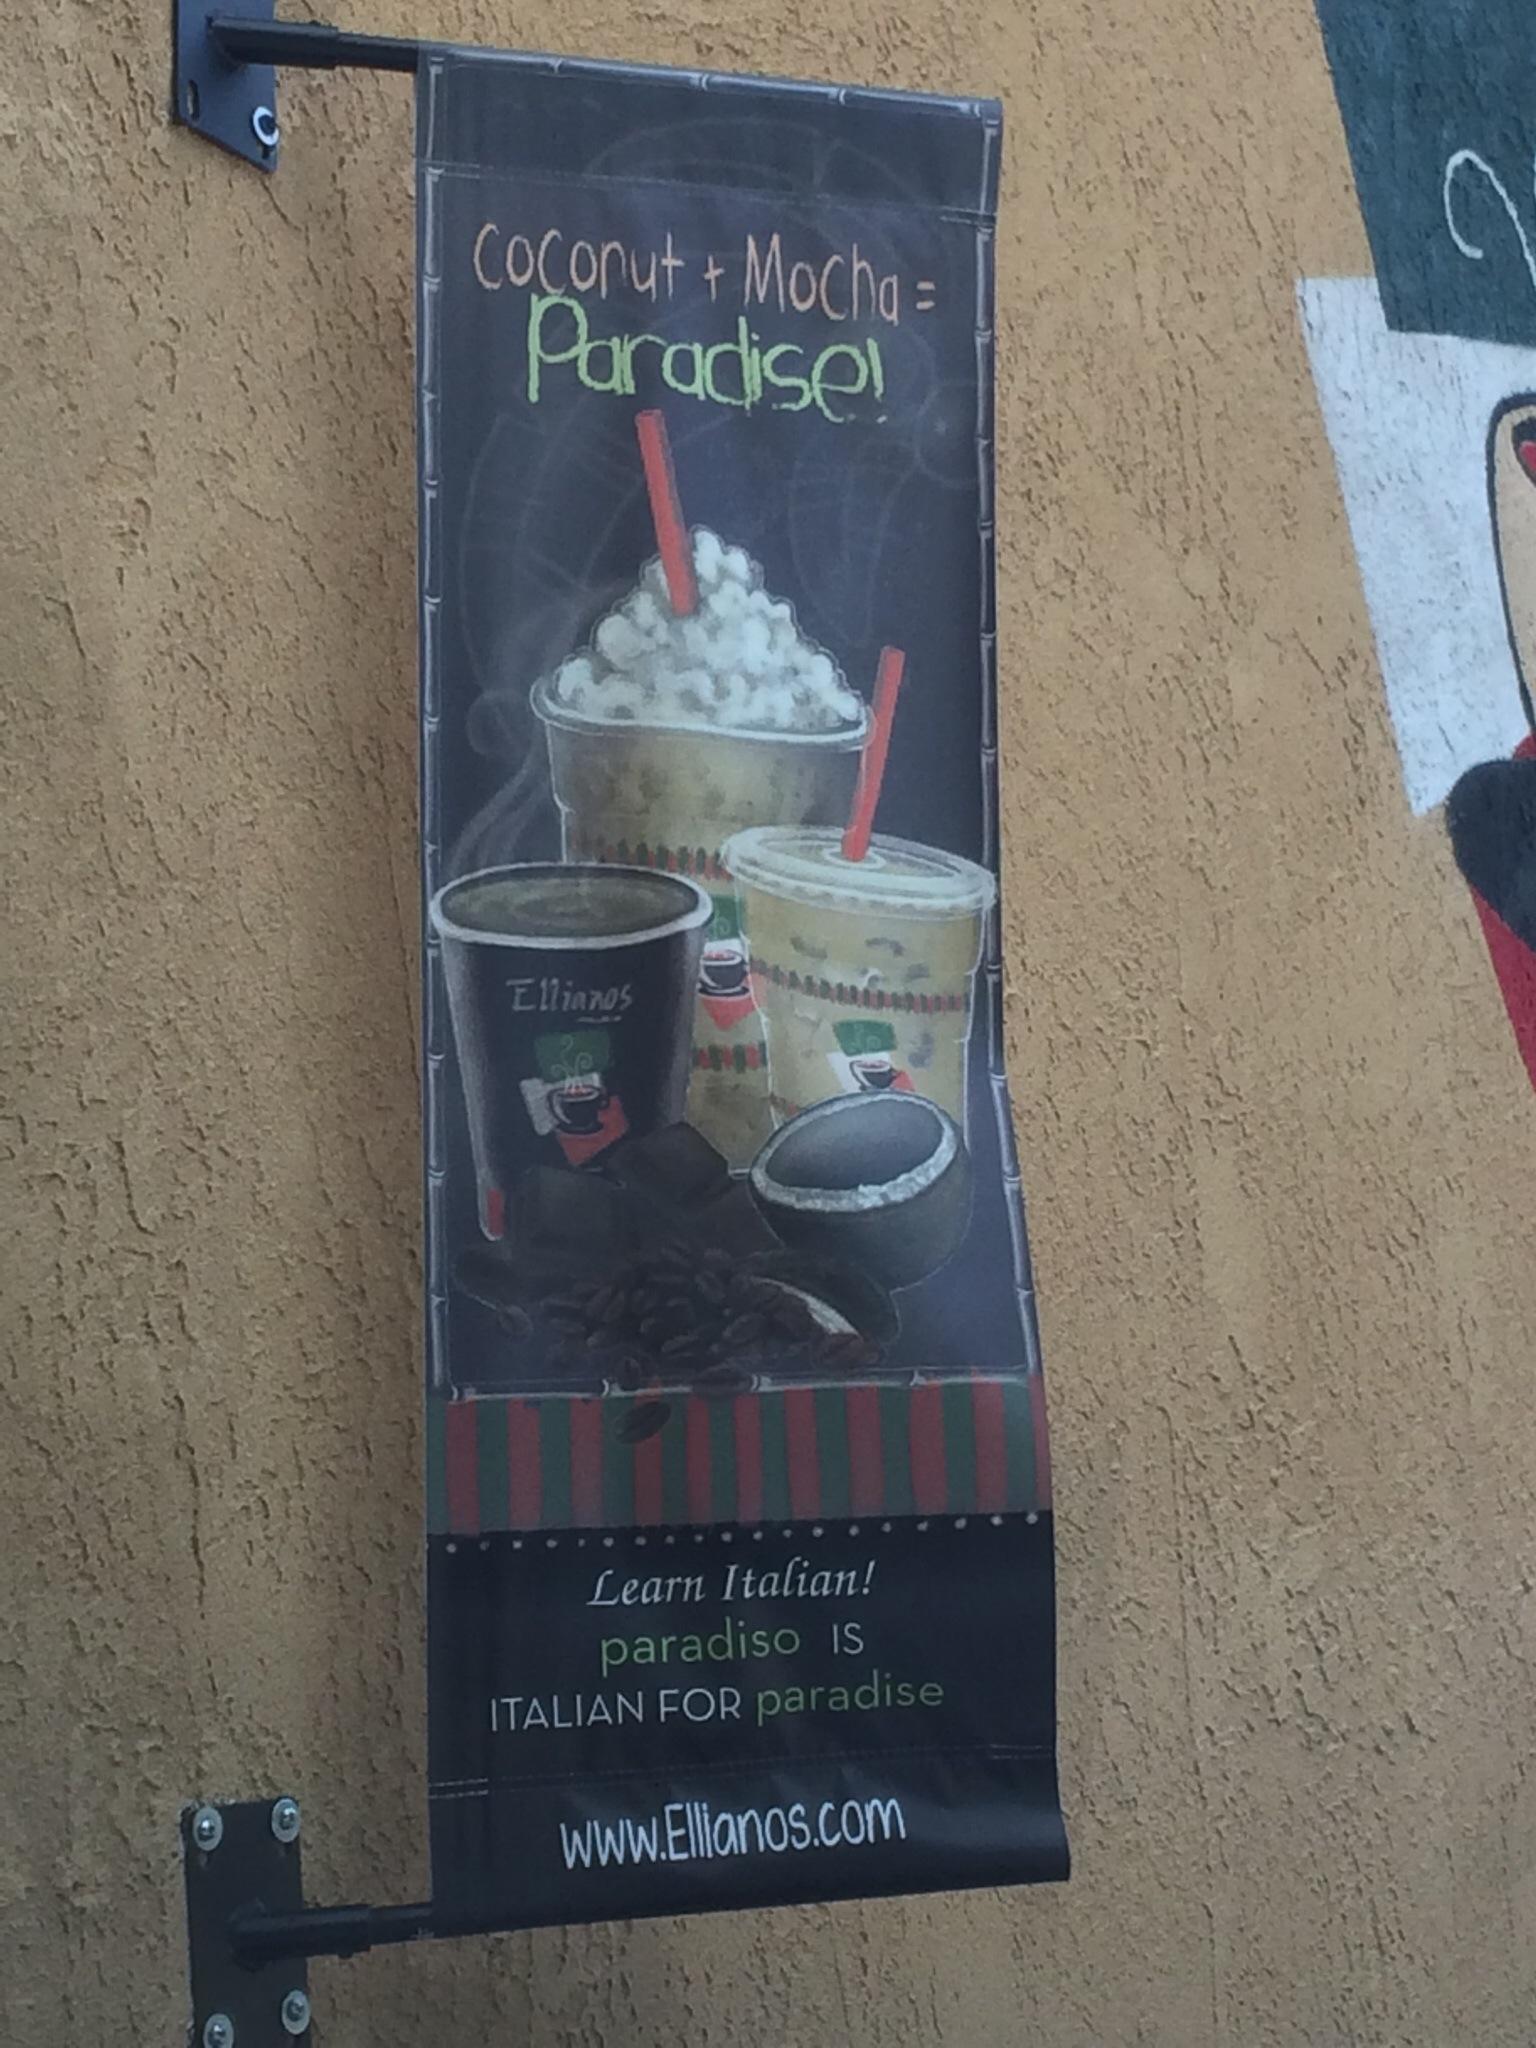 Coconut + Mocha =
Paradise!
Ellianos
Learn Italian!
paradiso IS
ITALIAN FOR paradise
www.Ellianos.com